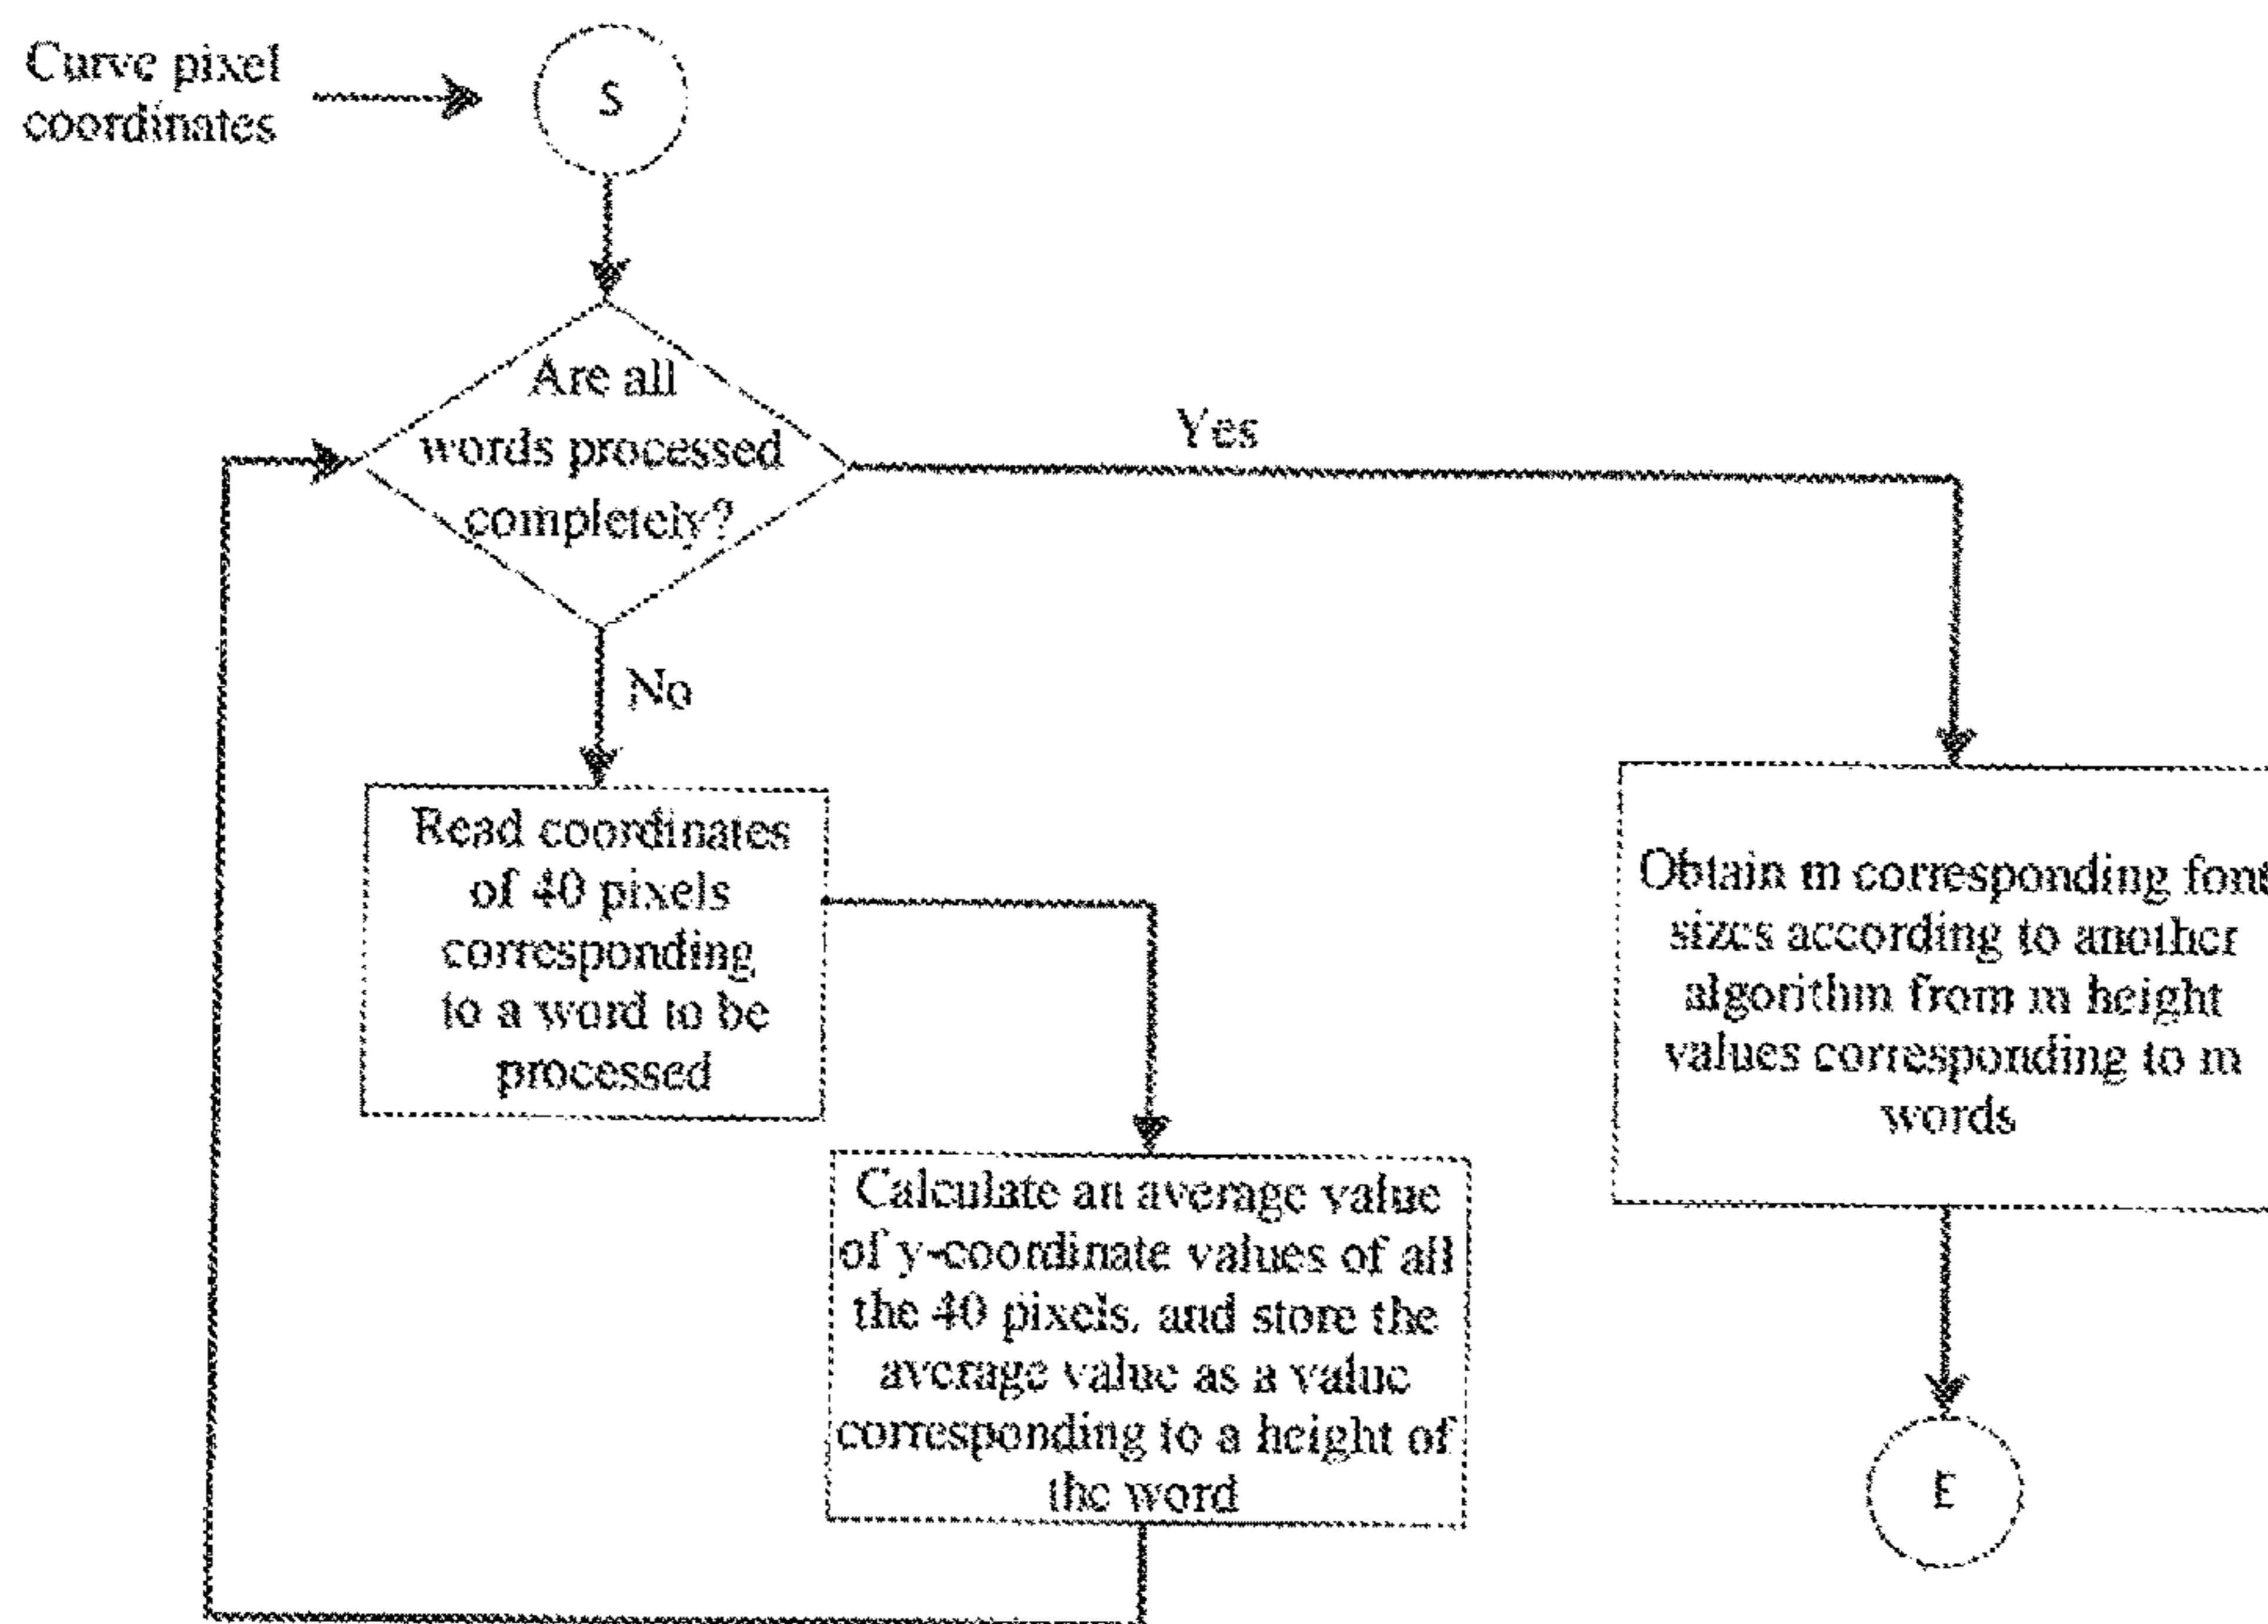 Curve pixel
coordinates
S
Are all
words processed
completely?
Yes
No
Read coordinates
of 40 pixels
corresponding
to a word to be
processed
Calculate an average value
of y-coordinate values of all
the 40 pixels, and store the
average value as a value
corresponding to a height of
the word
Obtain m corresponding font
sizes according to another
algorithm from m height
values corresponding to m
words
E